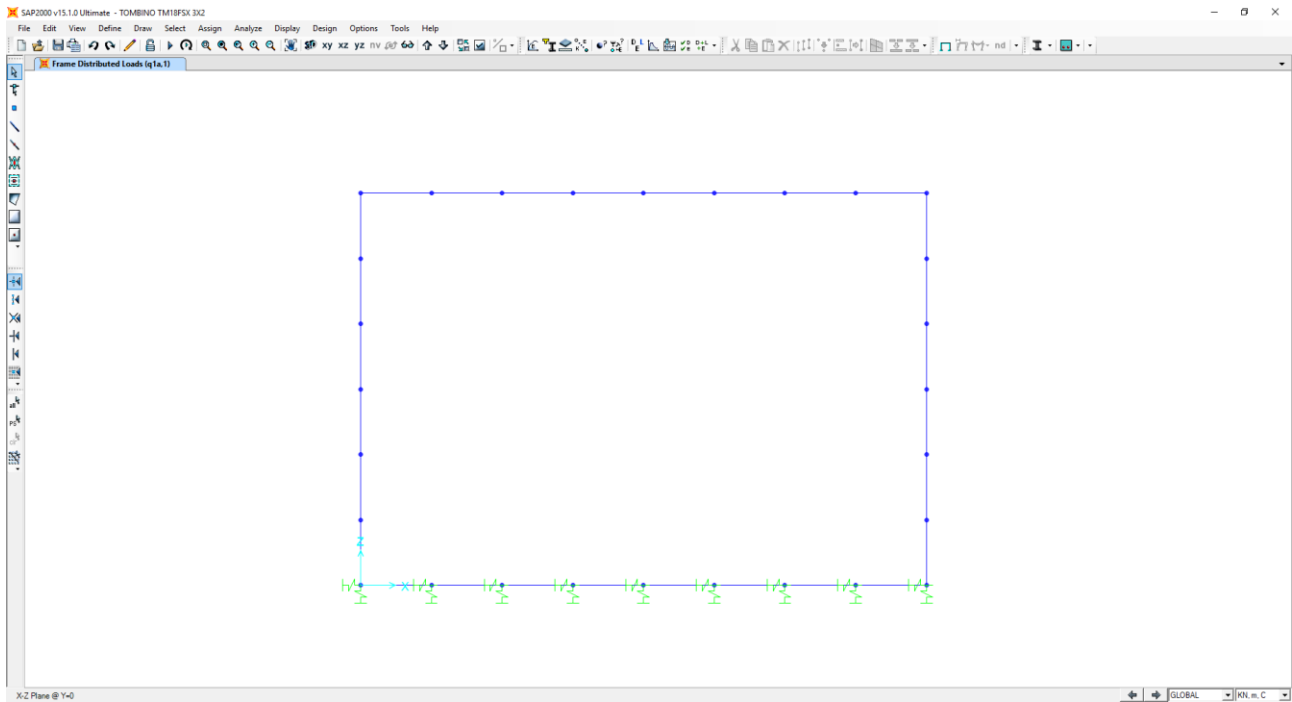 SAP2000 v15.1.0 Ultimate - TOMBINO TM18FSX 3X2
File Edit View Define Draw Select Assign Analyze Display Design Options Tools Help
xy xz yz nv nd
Frame Distributed Loads (q1a,1)
Z
X
X-Z Plane @ Y=0
GLOBAL KN, m, C